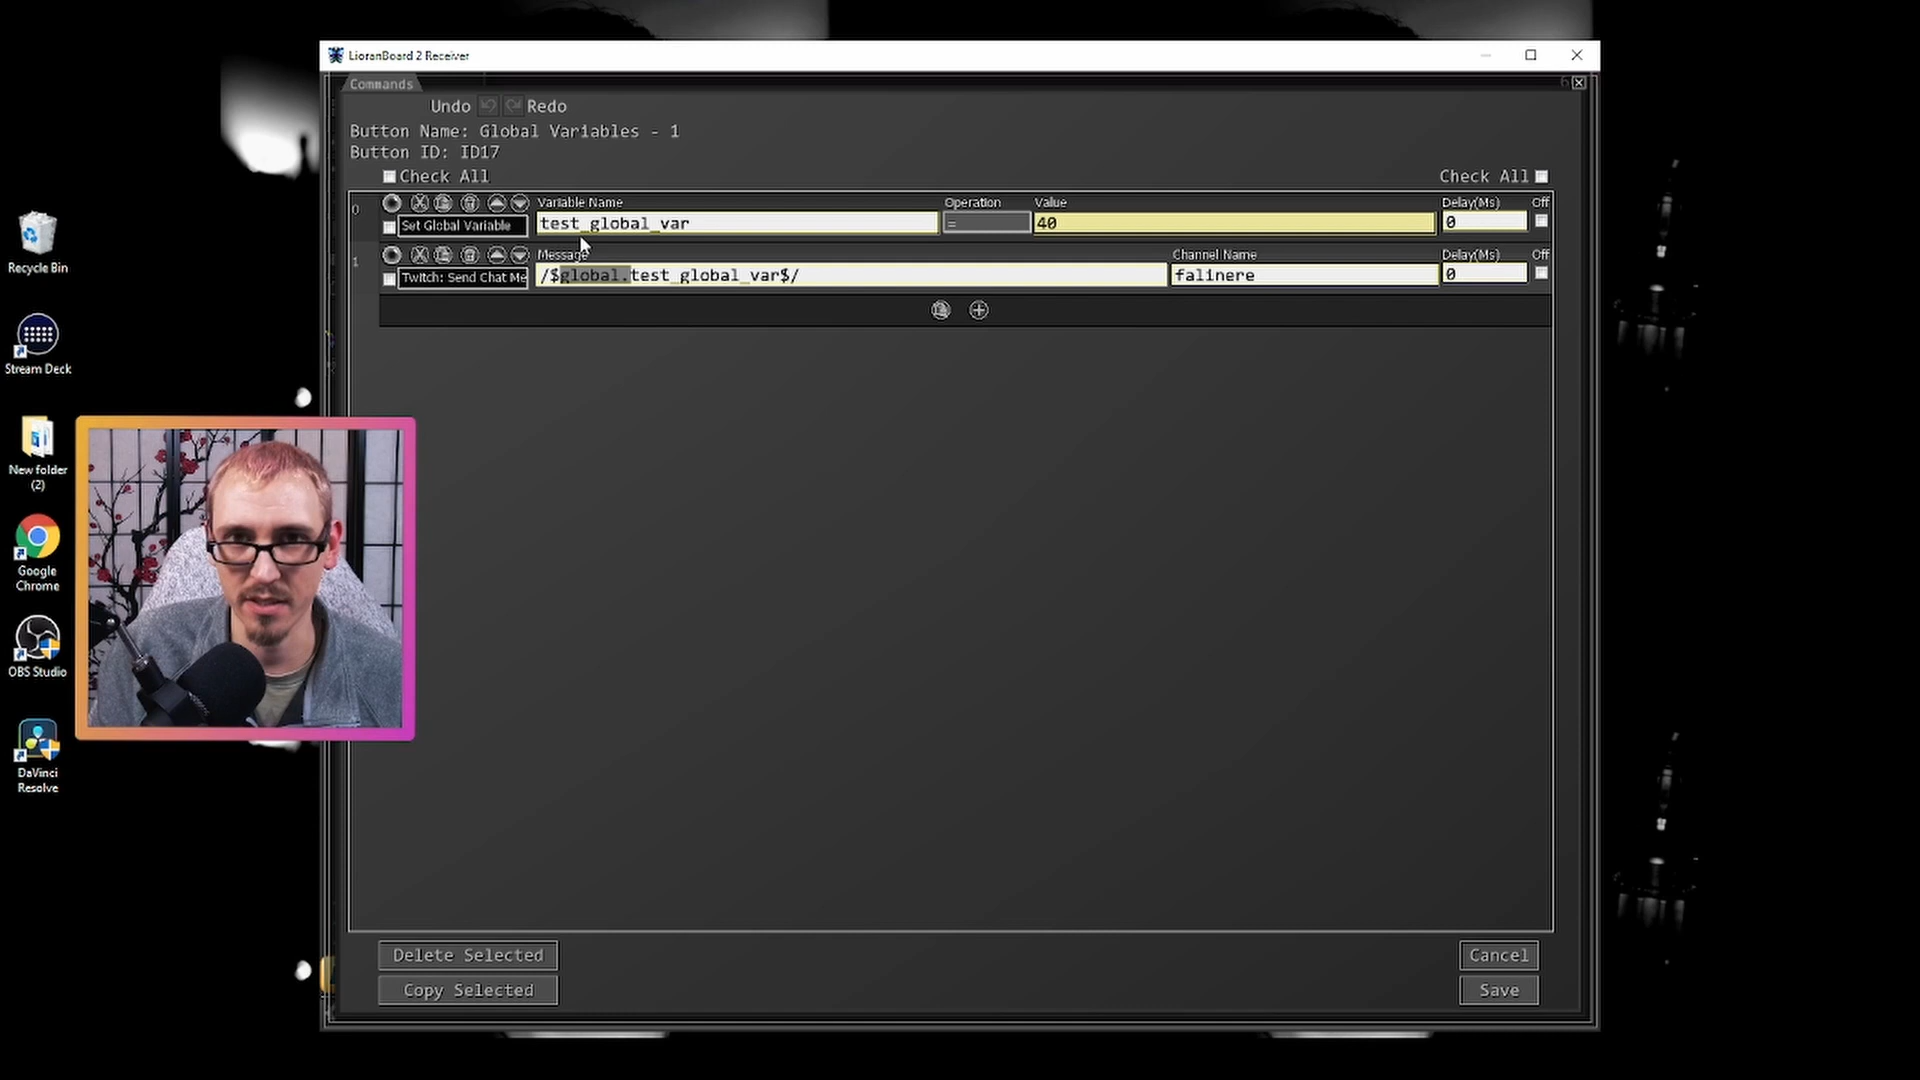 LioranBoard 2 Receiver
Commands
Undo Redo
Button Name: Global Variables - 1
Button ID: ID17
Check All
Check All
0
Variable Name
Operation
Value
Delay(Ms)
Off
Set Global Variable
test_global_var
=
40
0
1
Message
Channel Name
Delay(Ms)
Off
Twitch: Send Chat Me
/$global.test_global_var$/
falinere
0
Recycle Bin
Stream Deck
New folder
(2)
Google
Chrome
OBS Studio
DaVinci
Resolve
Delete Selected
Copy Selected
Cancel
Save